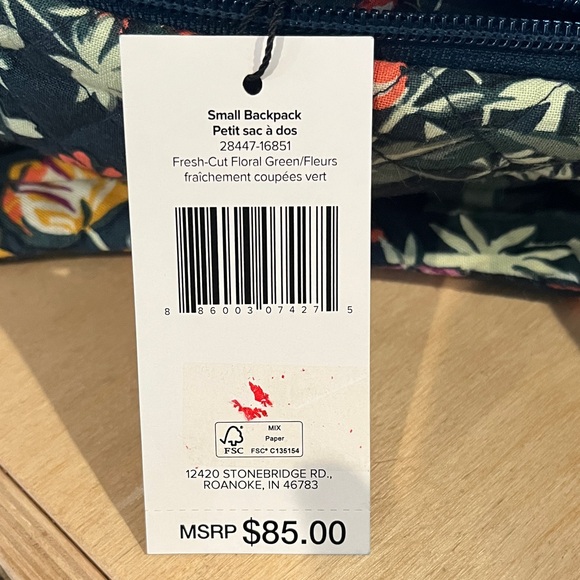 Small Backpack
Petit sac à dos
28447-16851
Fresh-Cut Floral Green/Fleurs
fraîchement coupées vert
8 86003 07427 5
FSC
MIX
Paper
FSC® C135154
12420 STONEBRIDGE RD.,
ROANOKE, IN 46783
MSRP $85.00